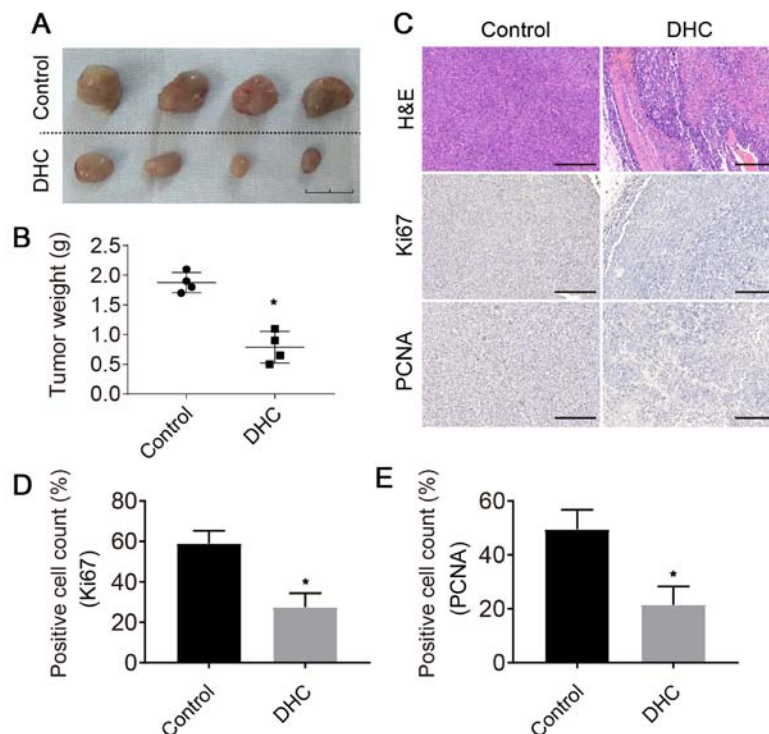 A
Control
DHC
B
Tumor weight (g)
2.5
2.0
1.5
1.0
0.5
0.0
*
Control
DHC
C
Control
DHC
H&E
Ki67
PCNA
D
Positive cell count (%)
(Ki67)
80
60
40
20
0
*
Control
DHC
E
Positive cell count (%)
(PCNA)
60
40
20
0
*
Control
DHC